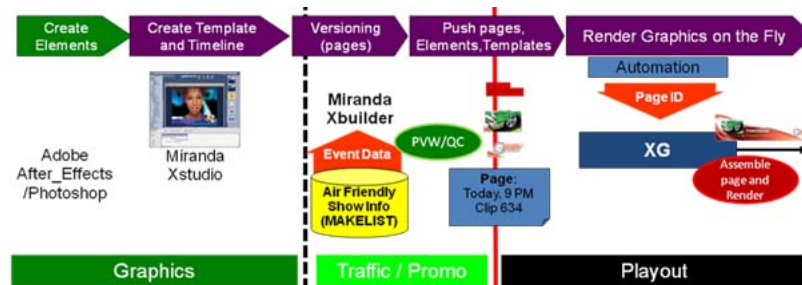 Create
Elements
Create Template
and Timeline
Versioning
(pages)
Push pages,
Elements,Templates
Render Graphics on the Fly
Adobe
After_Effects
/Photoshop
Miranda
Xstudio
Miranda
Xbuilder
Event Data
Air Friendly
Show Info
(MAKELIST)
PVW/QC
Page:
Today, 9 PM
Clip 634
Automation
Page ID
XG
Assemble
page and
Render
Graphics
Traffic / Promo
Playout